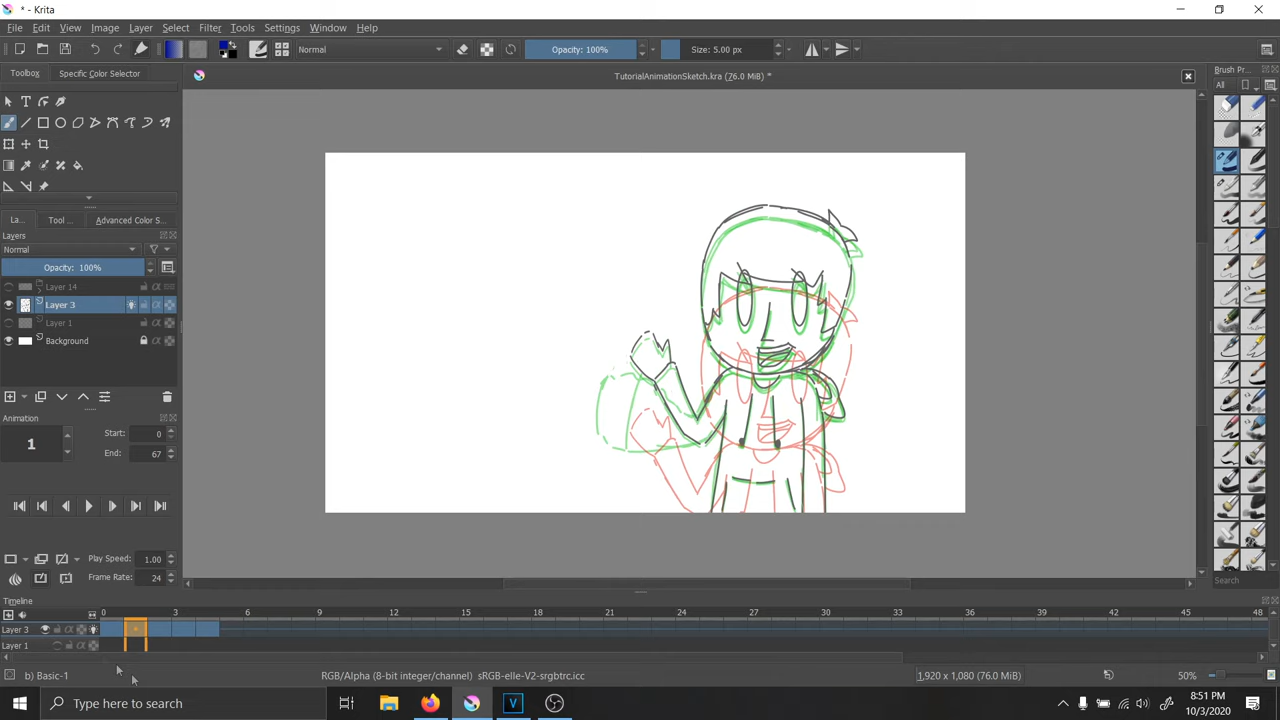 * - Krita
File Edit View Image Layer Select Filter Tools Settings Window Help
Normal Opacity: 100% Size: 5.00 px
Toolbox Specific Color Selector
TutorialAnimationSketch.kra (76.0 MiB) *
Brush Pr...
All
La... Tool ... Advanced Color S...
Layers
Normal
Opacity: 100%
Layer 14
Layer 3
Layer 1
Background
Animation
1
Start: 0
End: 67
Play Speed: 1.00
Frame Rate: 24
Search
Timeline
0 3 6 9 12 15 18 21 24 27 30 33 36 39 42 45 48
Layer 3
Layer 1
b) Basic-1 RGB/Alpha (8-bit integer/channel) sRGB-elle-V2-srgbtrc.icc 1,920 x 1,080 (76.0 MiB) 50%
Type here to search
8:51 PM
10/3/2020